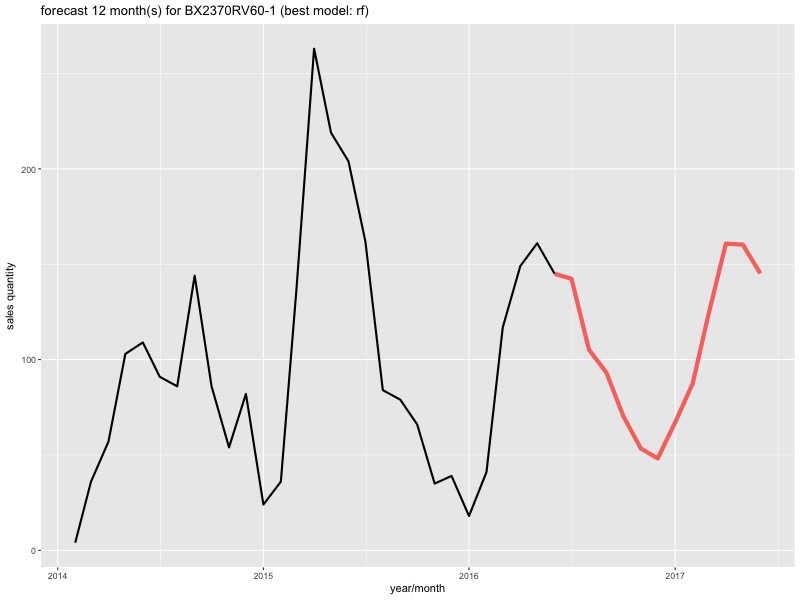 forecast 12 month(s) for BX2370RV60-1 (best model: rf)
200
100
0
sales quantity
2014 2015 2016 2017
year/month